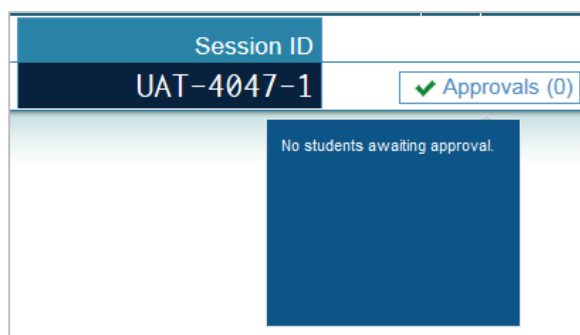 Session ID
UAT-4047-1
Approvals (0)
No students awaiting approval.